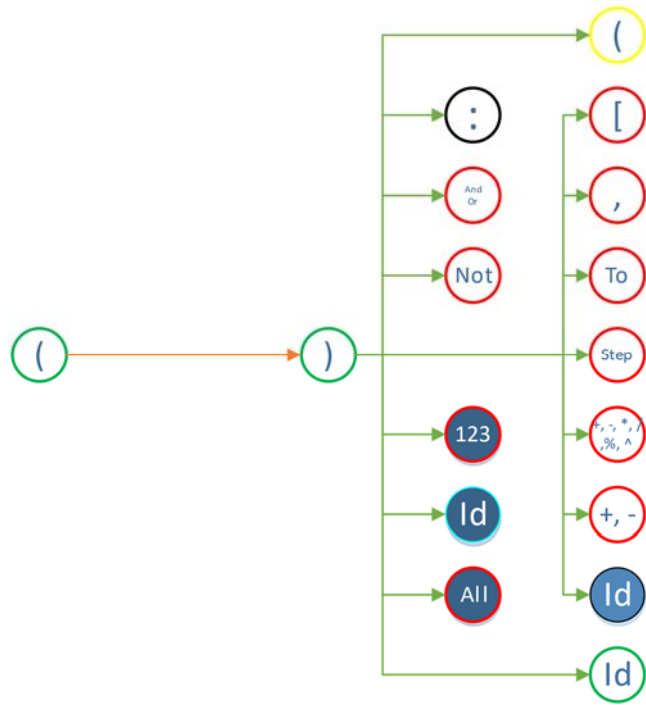 (
:
[
And
Or
,
Not
To
(
)
Step
123
+, -, *, /
,%, ^
Id
+, -
All
Id
Id